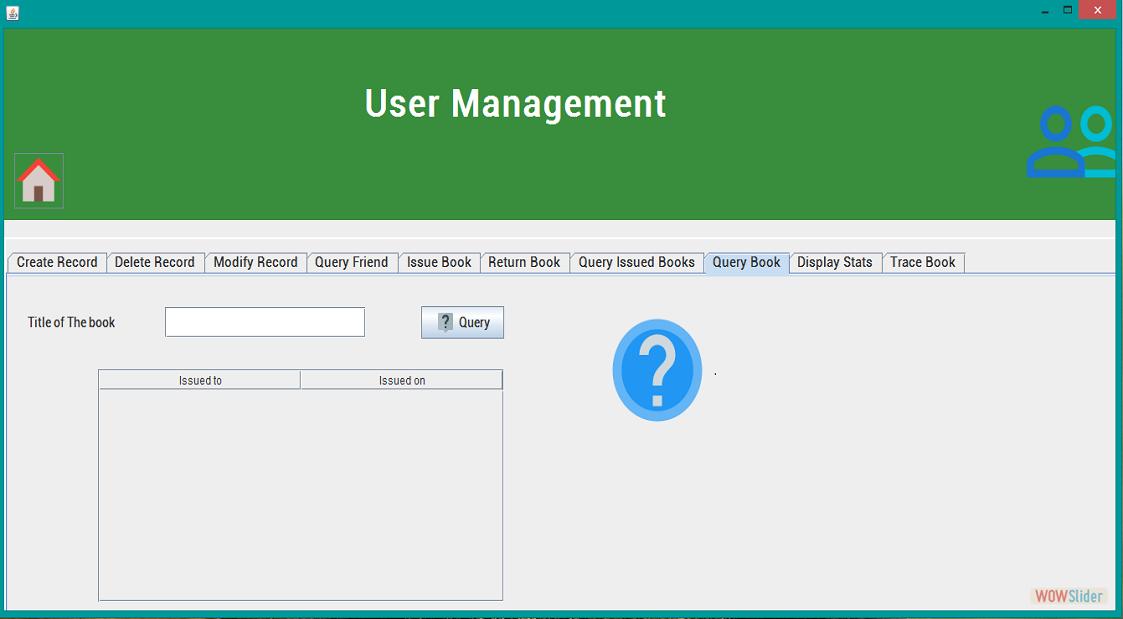 User Management
Create Record Delete Record Modify Record Query Friend Issue Book Return Book Query Issued Books Query Book Display Stats Trace Book
Title of The book ? Query
?
Issued to Issued on
WOWSlider